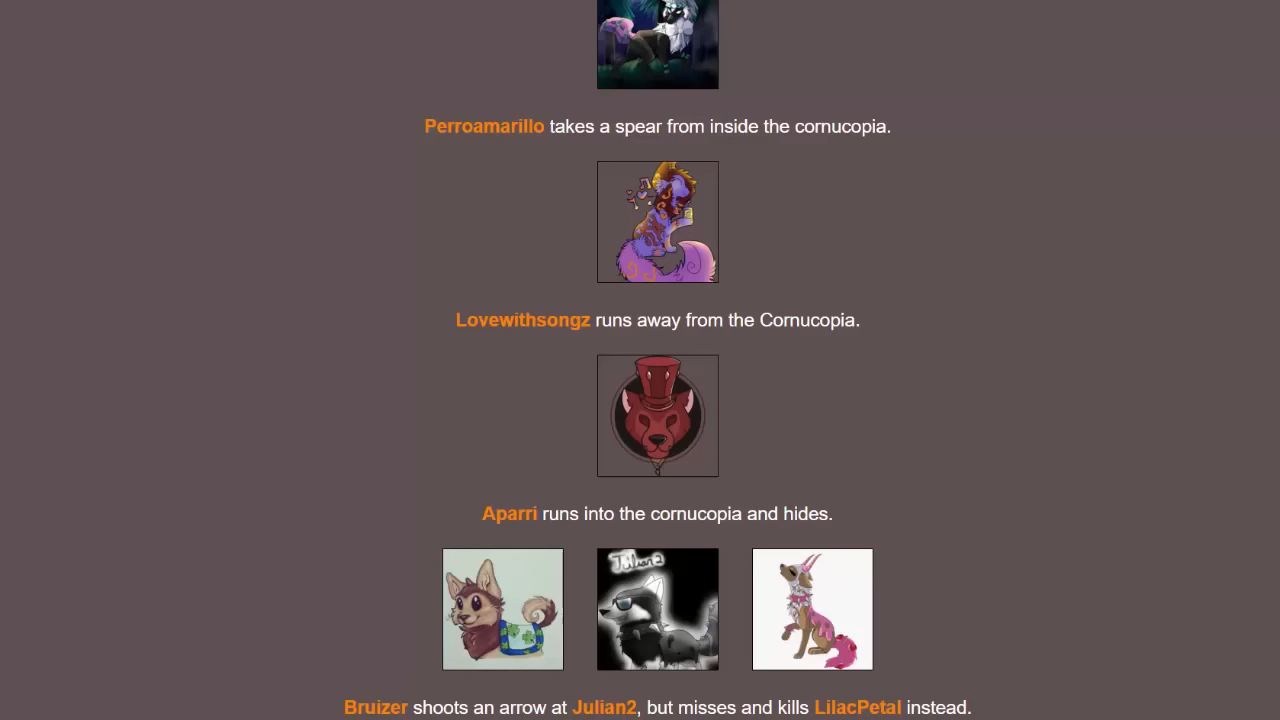 Perroamarillo takes a spear from inside the cornucopia.
Lovewithsongz runs away from the Cornucopia.
Aparri runs into the cornucopia and hides.
Julian2
Bruizer shoots an arrow at Julian2, but misses and kills LilacPetal instead.